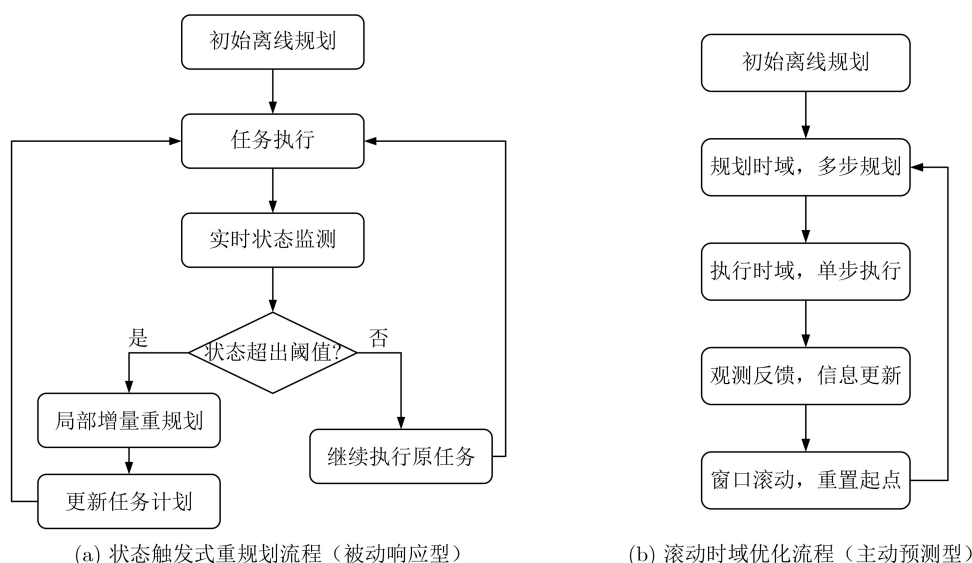 初始离线规划
任务执行
实时状态监测
状态超出阈值?
是
否
局部增量重规划
更新任务计划
继续执行原任务
(a) 状态触发式重规划流程（被动响应型）
初始离线规划
规划时域，多步规划
执行时域，单步执行
观测反馈，信息更新
窗口滚动，重置起点
(b) 滚动时域优化流程（主动预测型）